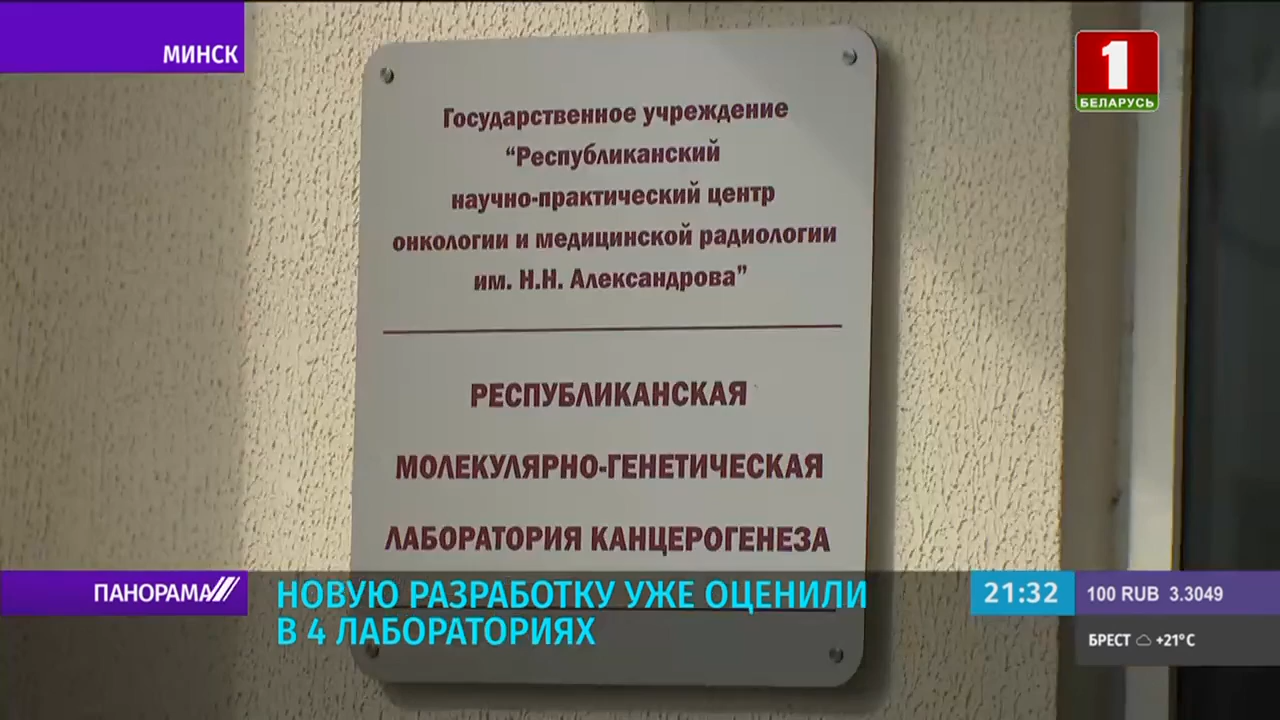 МИНСК
1
БЕЛАРУСЬ
Государственное учреждение
“Республиканский
научно-практический центр
онкологии и медицинской радиологии
им. Н.Н. Александрова”
РЕСПУБЛИКАНСКАЯ
МОЛЕКУЛЯРНО-ГЕНЕТИЧЕСКАЯ
ЛАБОРАТОРИЯ КАНЦЕРОГЕНЕЗА
ПАНОРАМА
НОВУЮ РАЗРАБОТКУ УЖЕ ОЦЕНИЛИ
В 4 ЛАБОРАТОРИЯХ
21:32
100 RUB 3.3049
БРЕСТ +21°C